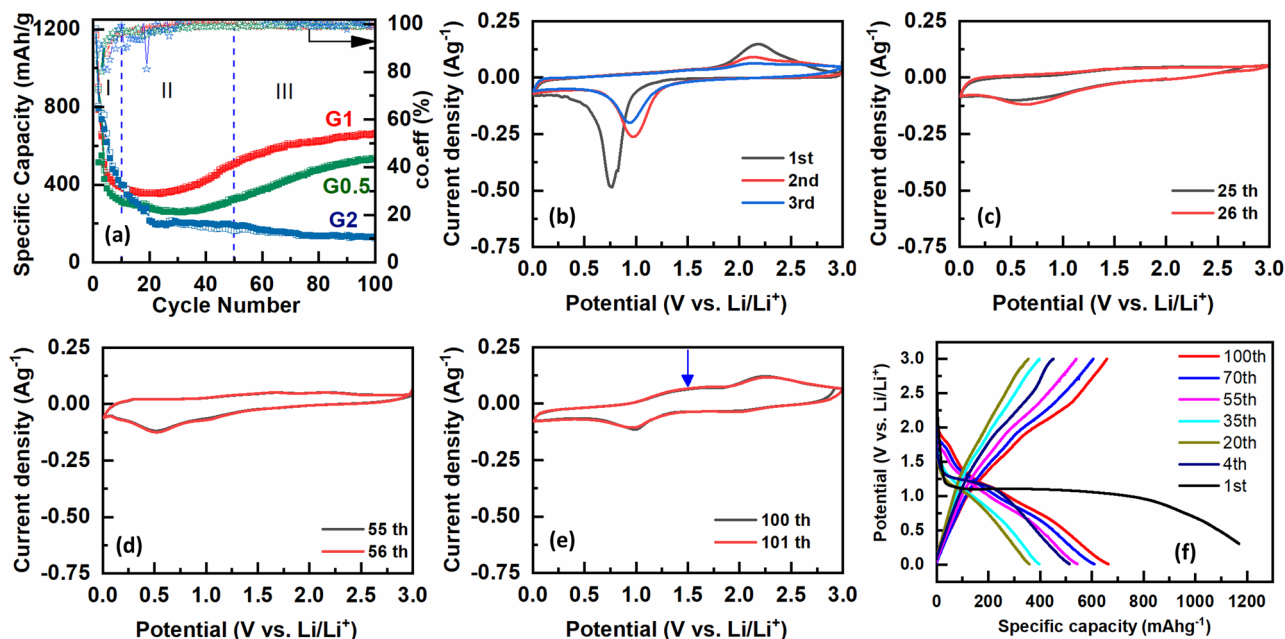 1200
900
600
300
0
Specific Capacity (mAh/g)
I
II
III
G1
G0.5
G2
(a)
100
80
60
40
20
0
co.eff (%)
0
20
40
60
80
100
Cycle Number
0.25
0.00
-0.25
-0.50
-0.75
Current density (Ag⁻¹)
1st
2nd
3rd
(b)
0.0
0.5
1.0
1.5
2.0
2.5
3.0
Potential (V vs. Li/Li⁺)
0.25
0.00
-0.25
-0.50
-0.75
Current density (Ag⁻¹)
(c)
25 th
26 th
0.0
0.5
1.0
1.5
2.0
2.5
3.0
Potential (V vs. Li/Li⁺)
0.25
0.00
-0.25
-0.50
-0.75
Current density (Ag⁻¹)
(d)
55 th
56 th
0.0
0.5
1.0
1.5
2.0
2.5
3.0
Potential (V vs. Li/Li⁺)
0.25
0.00
-0.25
-0.50
-0.75
Current density (Ag⁻¹)
(e)
100 th
101 th
0.0
0.5
1.0
1.5
2.0
2.5
3.0
Potential (V vs. Li/Li⁺)
3.0
2.5
2.0
1.5
1.0
0.5
0.0
Potential (V vs. Li/Li⁺)
100th
70th
55th
35th
20th
4th
1st
(f)
0
200
400
600
800
1000
1200
Specific capacity (mAhg⁻¹)